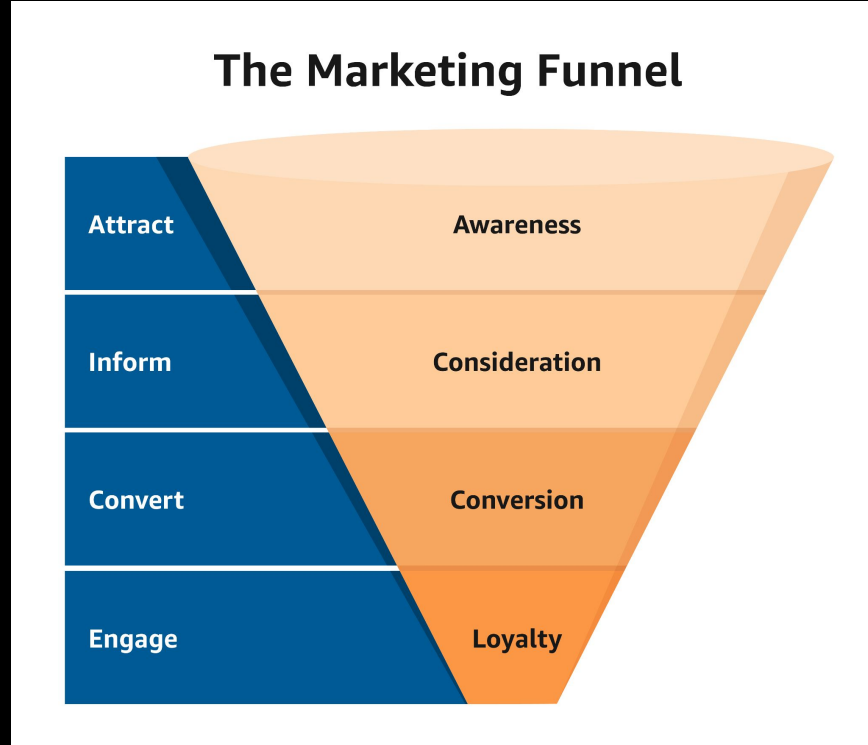 The Marketing Funnel
Attract
Awareness
Inform
Consideration
Convert
Conversion
Engage
Loyalty